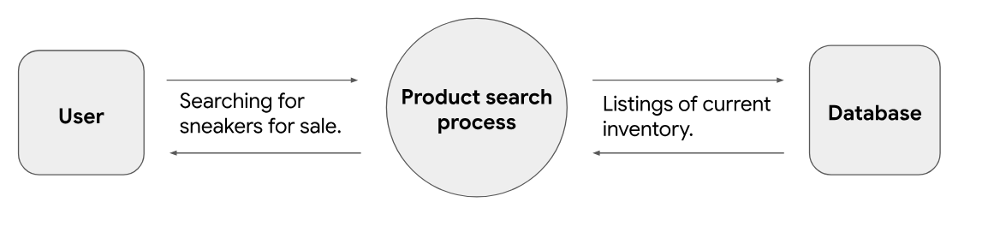 User
Searching for
sneakers for sale.
Product search
process
Listings of current
inventory.
Database